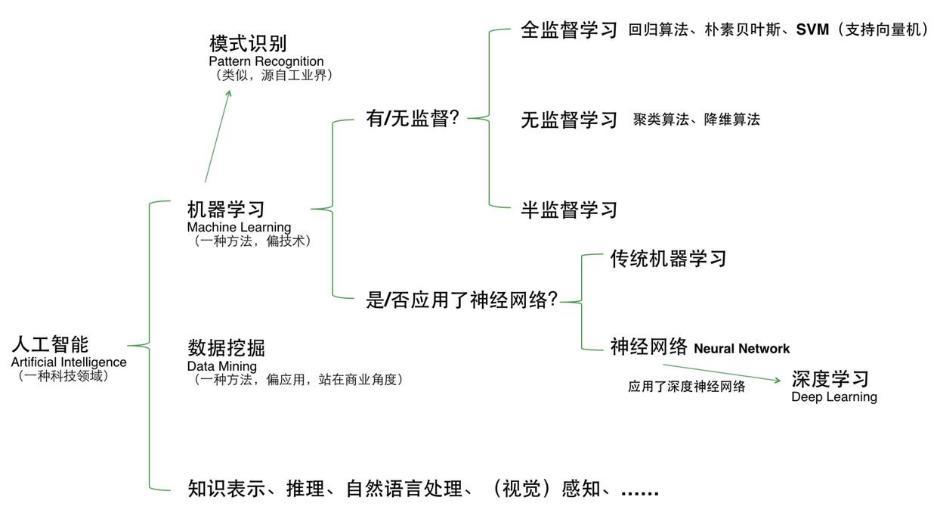 模式识别
Pattern Recognition
（类似，源自工业界）
全监督学习 回归算法、朴素贝叶斯、SVM（支持向量机）
有/无监督？
无监督学习 聚类算法、降维算法
机器学习
Machine Learning
（一种方法，偏技术）
半监督学习
传统机器学习
是/否应用了神经网络？
人工智能
Artificial Intelligence
（一种科技领域）
数据挖掘
Data Mining
（一种方法，偏应用，站在商业角度）
神经网络 Neural Network
应用了深度神经网络
深度学习
Deep Learning
知识表示、推理、自然语言处理、（视觉）感知、......